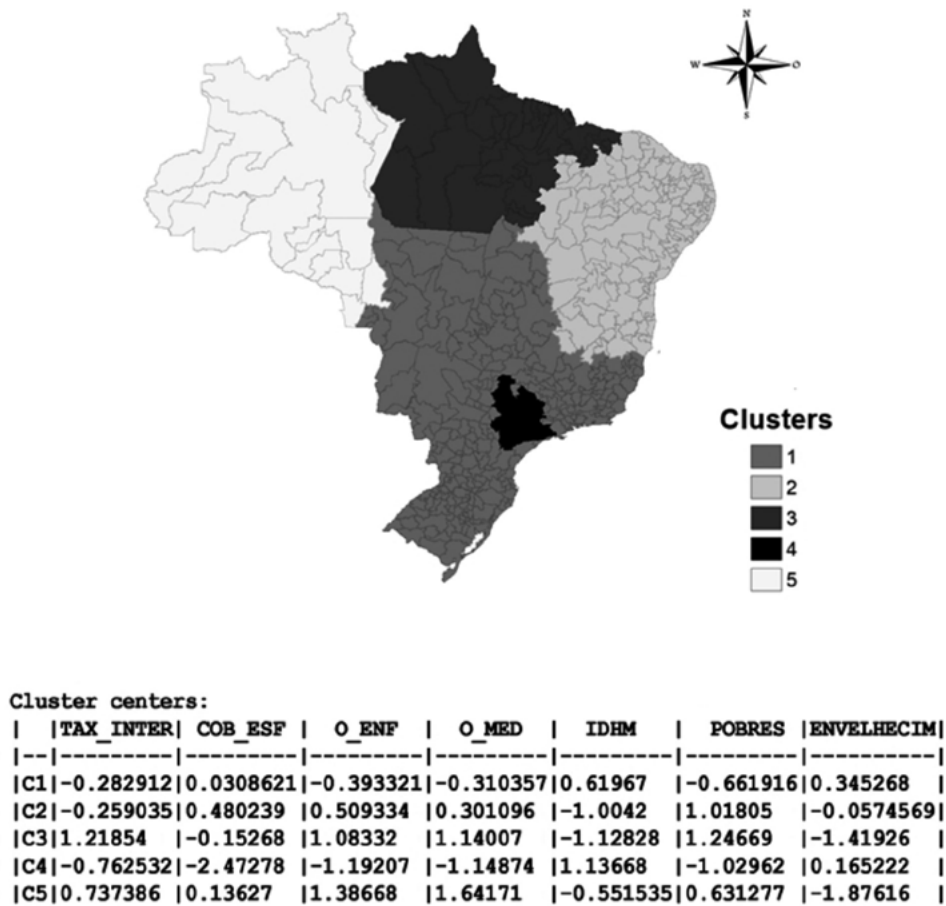 N
W O
S
Clusters
1
2
3
4
5
Cluster centers:
| |TAX_INTER| COB_ESF | O_ENF | O_MED | IDHM | POBRES |ENVELHECIM|
|--|---------|---------|---------|---------|---------|---------|----------|
|C1|-0.282912|0.0308621|-0.393321|-0.310357|0.61967 |-0.661916|0.345268 |
|C2|-0.259035|0.480239 |0.509334 |0.301096 |-1.0042 |1.01805 |-0.0574569|
|C3|1.21854 |-0.15268 |1.08332 |1.14007 |-1.12828 |1.24669 |-1.41926 |
|C4|-0.762532|-2.47278 |-1.19207 |-1.14874 |1.13668 |-1.02962 |0.165222 |
|C5|0.737386 |0.13627 |1.38668 |1.64171 |-0.551535|0.631277 |-1.87616 |